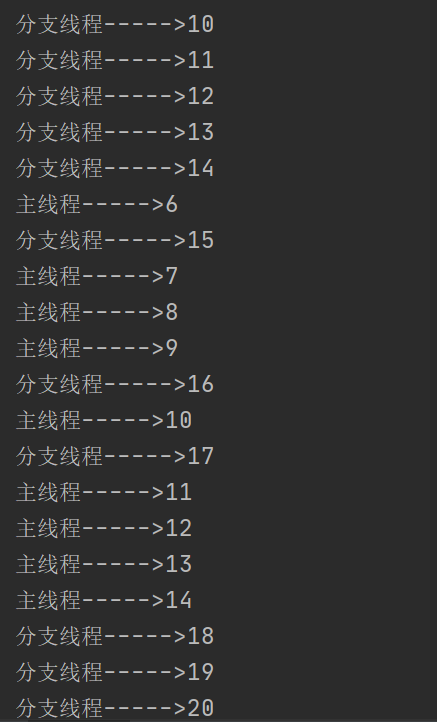 分支线程----->10
分支线程----->11
分支线程----->12
分支线程----->13
分支线程----->14
主线程----->6
分支线程----->15
主线程----->7
主线程----->8
主线程----->9
分支线程----->16
主线程----->10
分支线程----->17
主线程----->11
主线程----->12
主线程----->13
主线程----->14
分支线程----->18
分支线程----->19
分支线程----->20